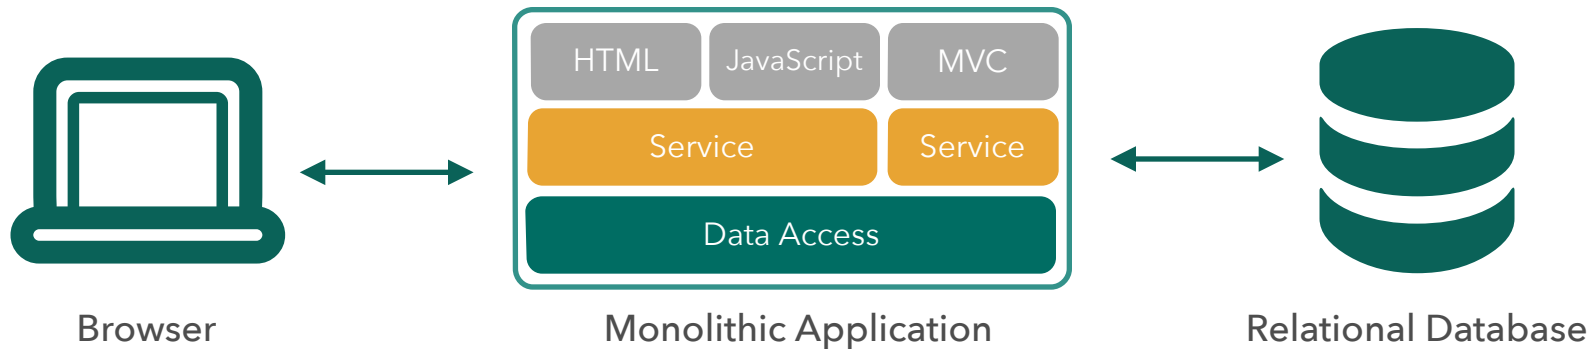 HTML
JavaScript
MVC
Service
Service
Data Access
Browser
Monolithic Application
Relational Database